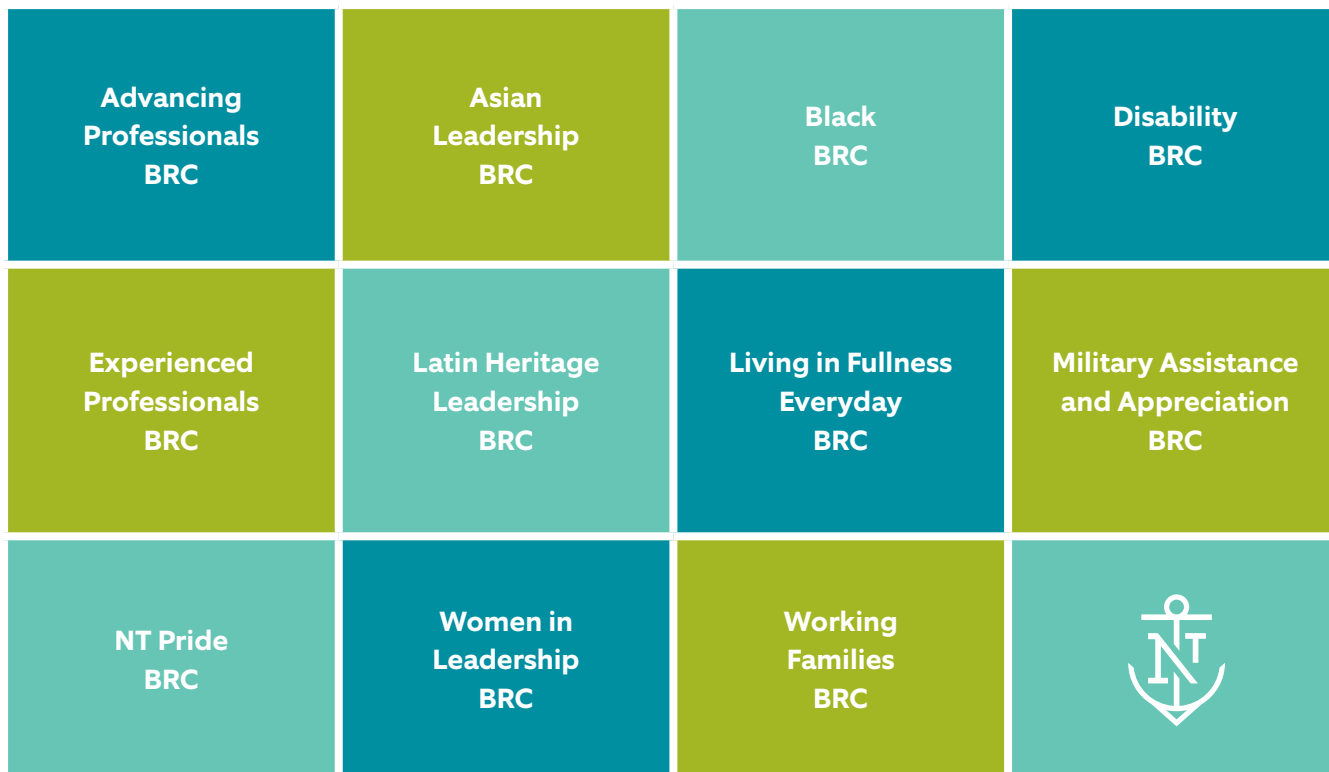 Advancing
Professionals
BRC
Asian
Leadership
BRC
Black
BRC
Disability
BRC
Experienced
Professionals
BRC
Latin Heritage
Leadership
BRC
Living in Fullness
Everyday
BRC
Military Assistance
and Appreciation
BRC
NT Pride
BRC
Women in
Leadership
BRC
Working
Families
BRC
NT